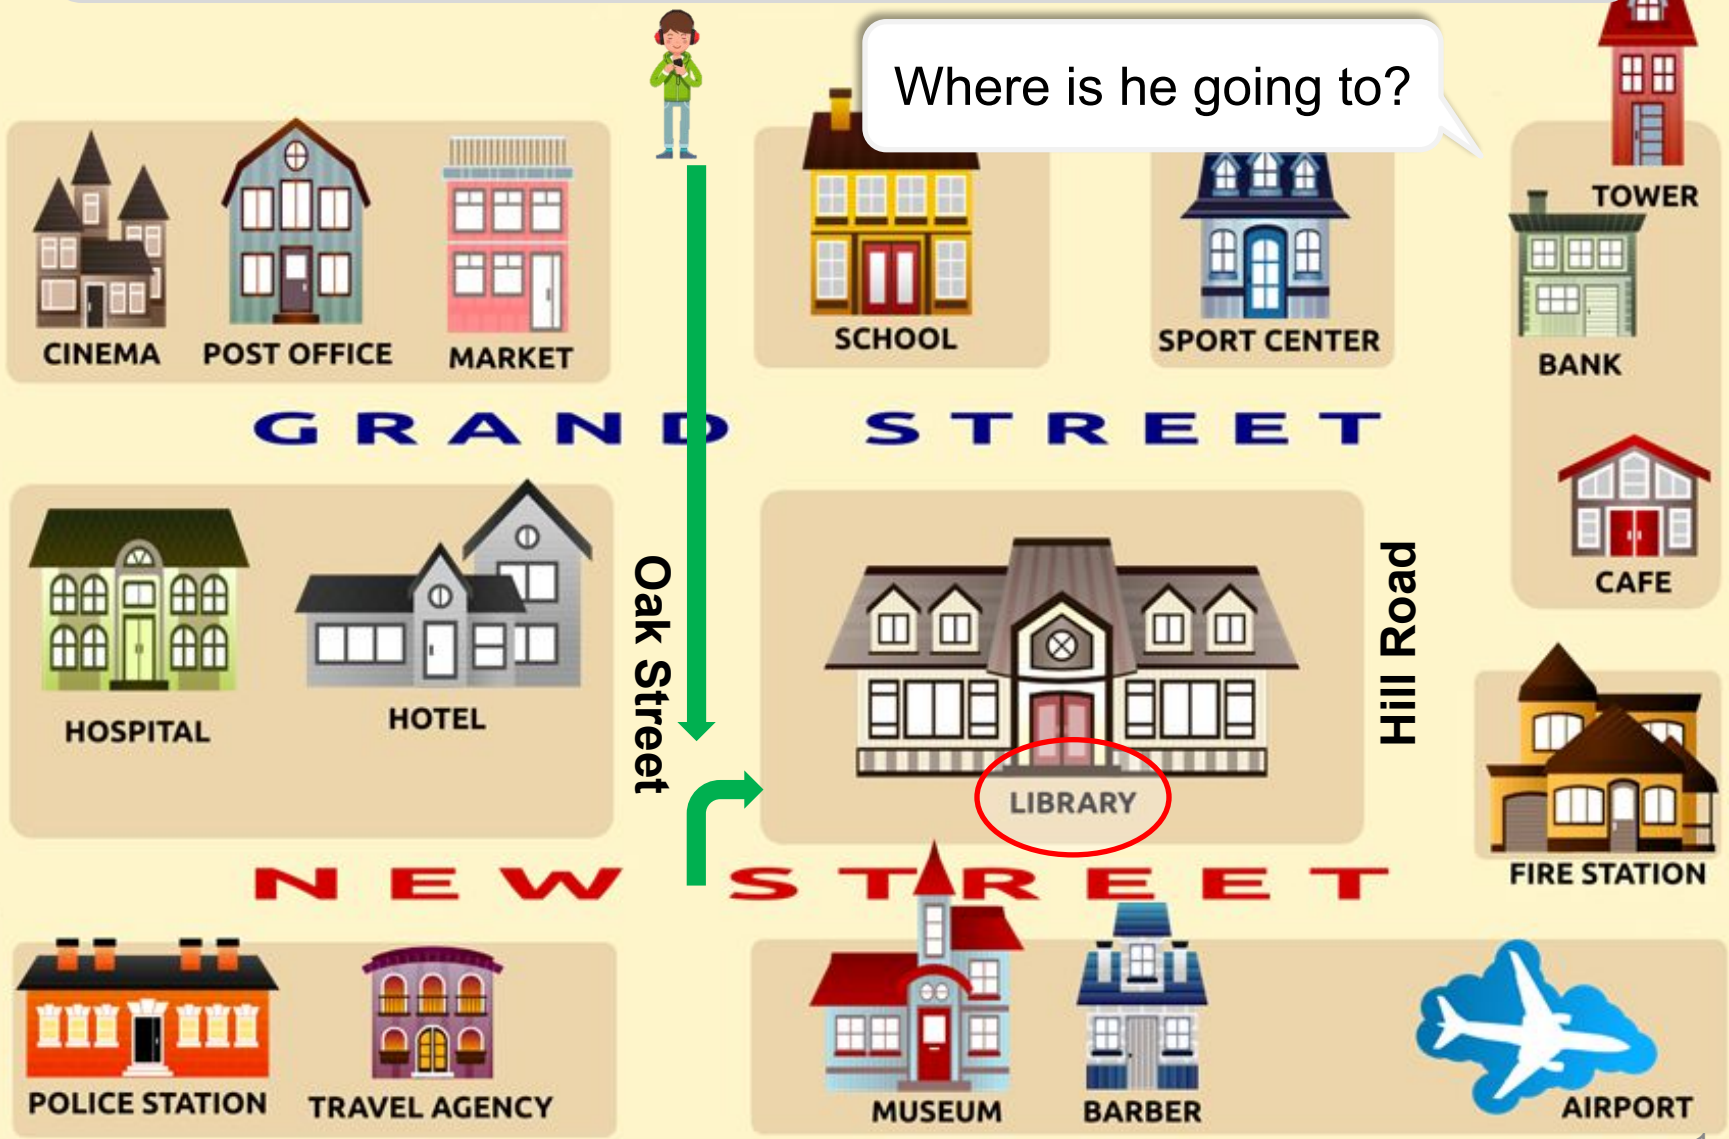 Where is he going to?
TOWER
CINEMA
POST OFFICE
MARKET
SCHOOL
SPORT CENTER
BANK
GRAND STREET
HOSPITAL
HOTEL
Oak Street
LIBRARY
Hill Road
CAFE
FIRE STATION
NEW STREET
POLICE STATION
TRAVEL AGENCY
MUSEUM
BARBER
AIRPORT